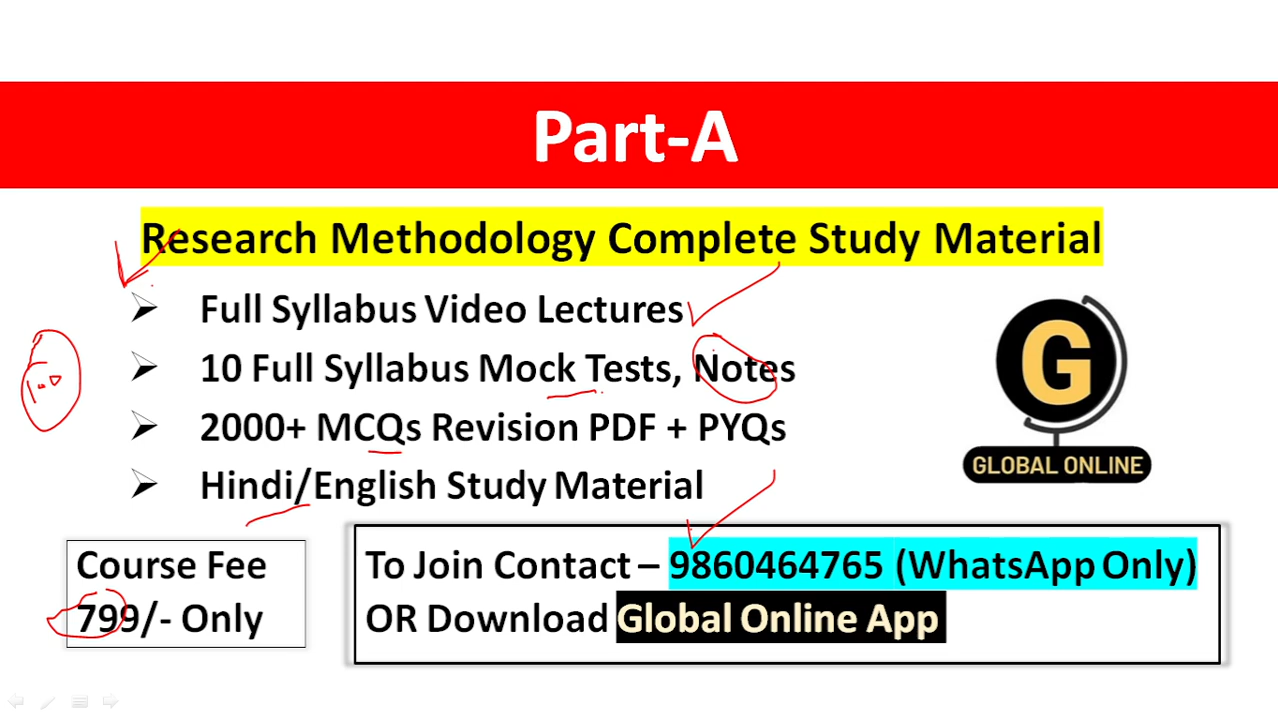 Part-A
Research Methodology Complete Study Material
Full Syllabus Video Lectures
10 Full Syllabus Mock Tests, Notes
100
2000+ MCQs Revision PDF + PYQs
Hindi/English Study Material
G
GLOBAL ONLINE
Course Fee
799/- Only
To Join Contact – 9860464765 (WhatsApp Only)
OR Download Global Online App